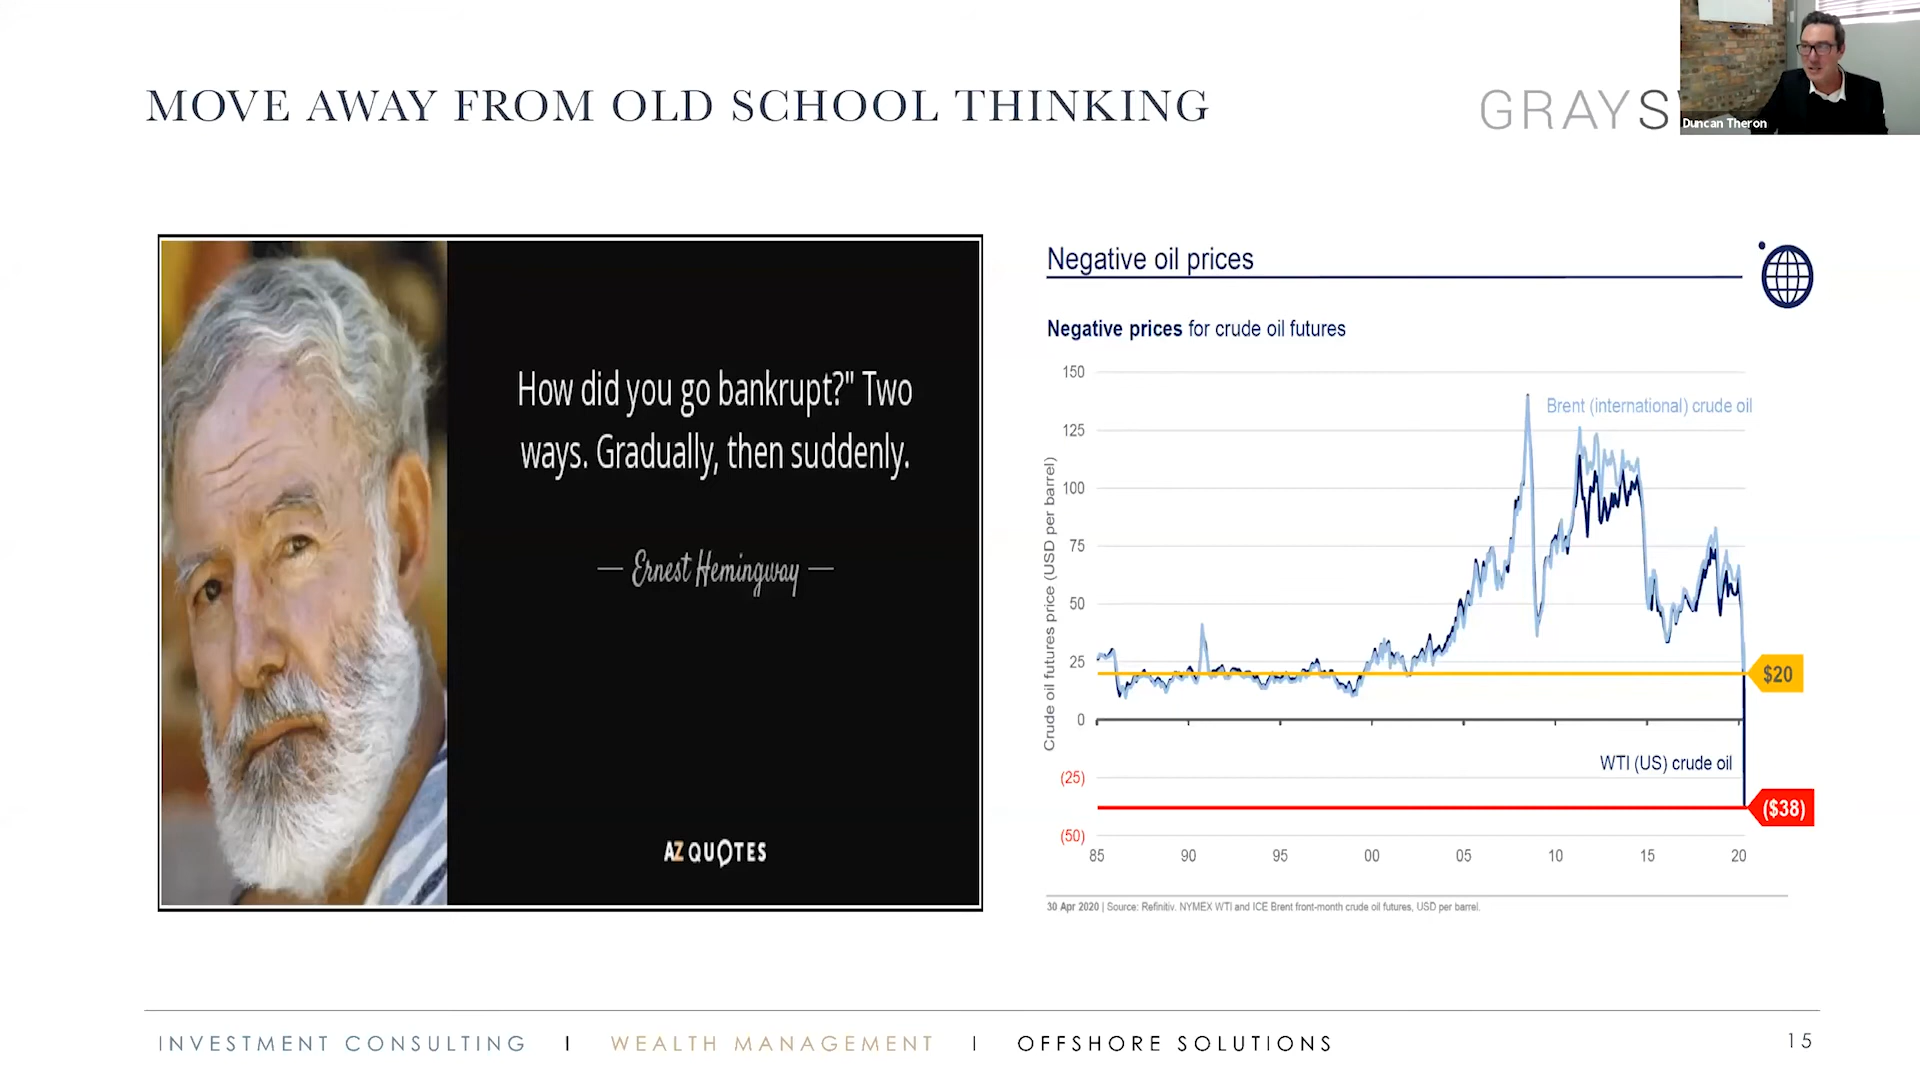 MOVE AWAY FROM OLD SCHOOL THINKING
GRAYS
Duncan Theron
How did you go bankrupt?" Two
ways. Gradually, then suddenly.
— Ernest Hemingway —
AZ QUOTES
Negative oil prices
Negative prices for crude oil futures
Crude oil futures price (USD per barrel)
150
125
100
75
50
25
0
(25)
(50)
Brent (international) crude oil
$20
WTI (US) crude oil
($38)
85 90 95 00 05 10 15 20
30 Apr 2020 | Source: Refinitiv. NYMEX WTI and ICE Brent front-month crude oil futures, USD per barrel.
INVESTMENT CONSULTING | WEALTH MANAGEMENT | OFFSHORE SOLUTIONS
15